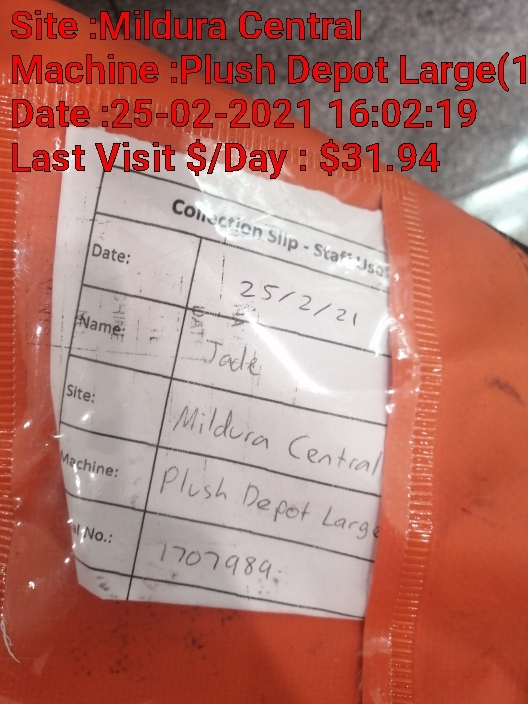 Site :Mildura Central
Machine :Plush Depot Large(1
Date :25-02-2021 16:02:19
Last Visit $/Day : $31.94
Collection Slip - Staff Use
Date: 25/2/21
Name: Jade
Site: Mildura Central
Machine: Plush Depot Large
al No.: 1707989